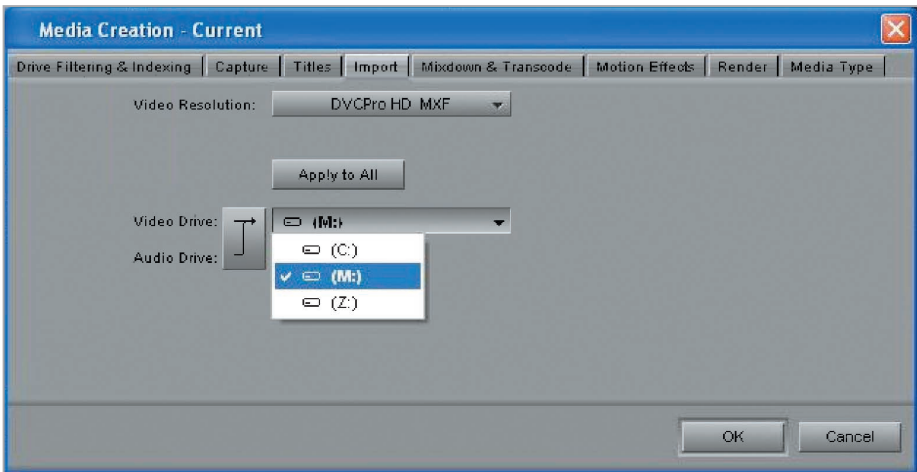 Media Creation - Current
Drive Filtering & Indexing Capture Titles Import Mixdown & Transcode Motion Effects Render Media Type
Video Resolution: DVCPro HD MXF
Apply to All
Video Drive: (M:)
Audio Drive:
(C:)
(M:)
(Z:)
OK Cancel